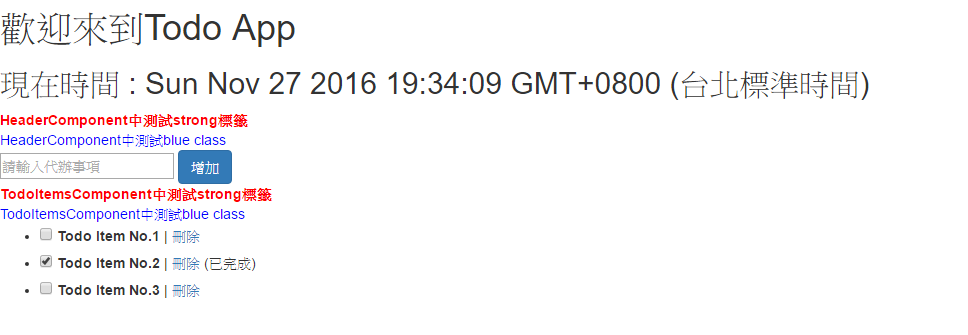 歡迎來到Todo App
現在時間 : Sun Nov 27 2016 19:34:09 GMT+0800 (台北標準時間)
HeaderComponent中測試strong標籤
HeaderComponent中測試blue class
請輸入代辦事項 增加
TodoItemsComponent中測試strong標籤
TodoItemsComponent中測試blue class
Todo Item No.1 | 刪除
Todo Item No.2 | 刪除 (已完成)
Todo Item No.3 | 刪除